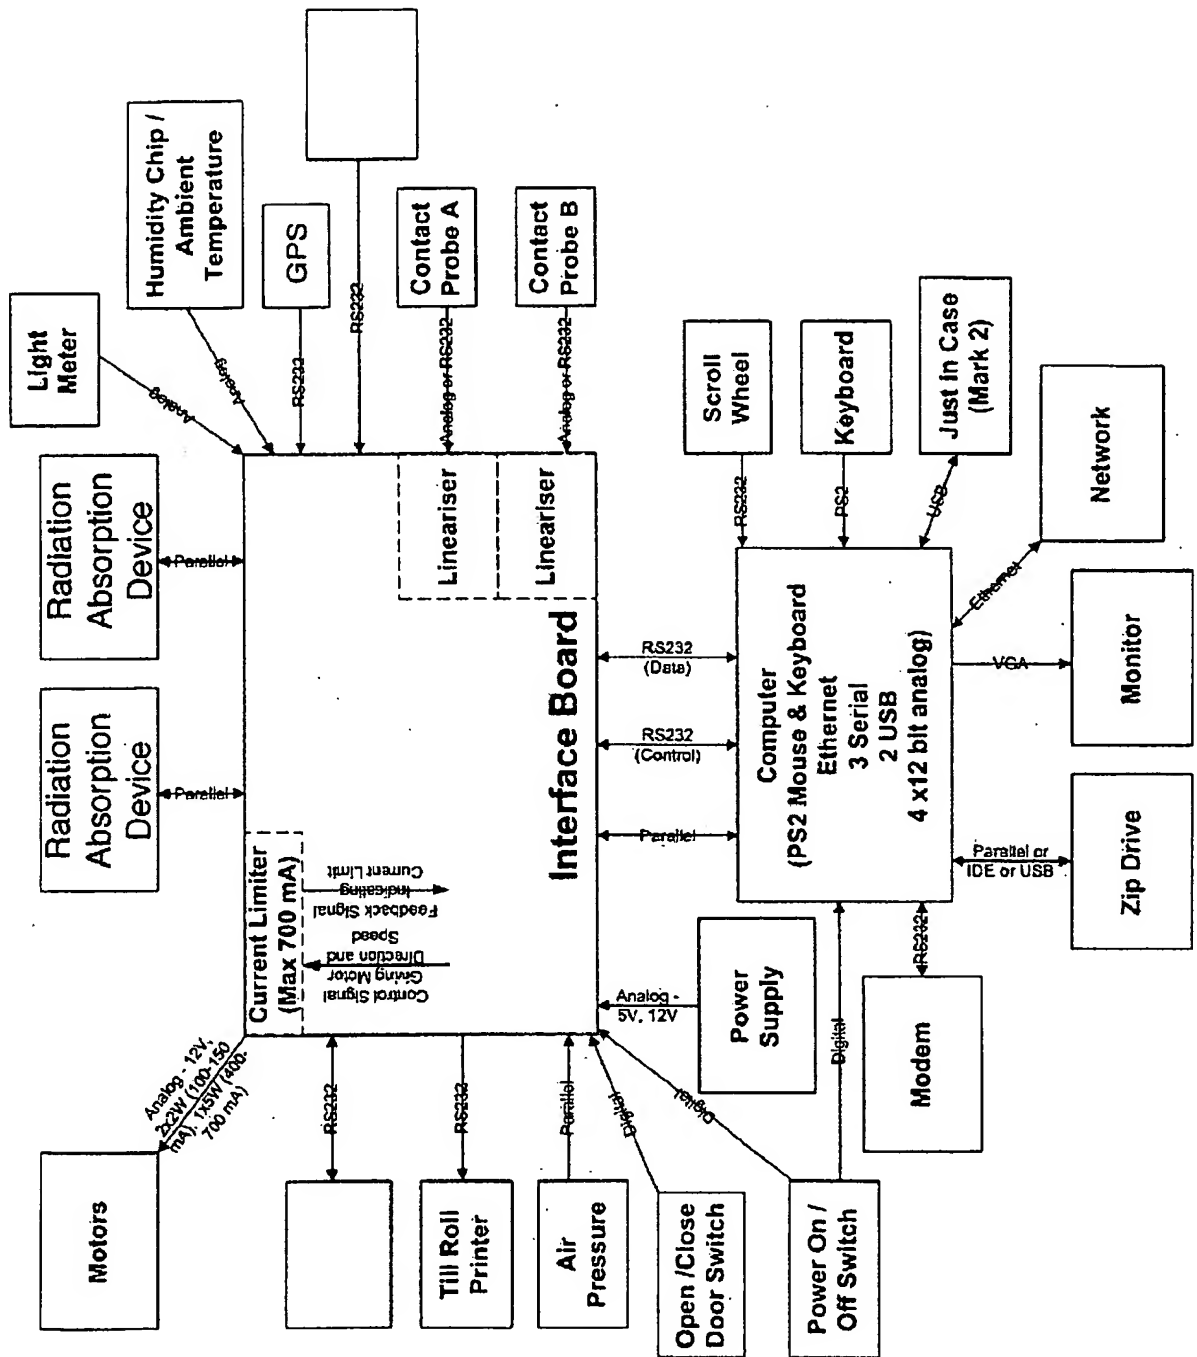 Light
Meter
Humidity Chip /
Ambient
Temperature
GPS
Contact
Probe A
Contact
Probe B
Analog
Analog
RS233
RS232
Analog or RS232
Analog or RS232
Radiation
Absorption
Device
Parallel
Radiation
Absorption
Device
Parallel
Motors
Analog - 12V,
2x2W (100-150
mA), 1x5W (400-
700 mA)
Current Limiter
(Max 700 mA)
Control Signal
Giving Motor
Direction and
Speed
Feedback Signal
Indicating
Current Limit
Lineariser
Lineariser
Interface Board
RS232
RS232
Till Roll
Printer
Parallel
Air
Pressure
Digital
Open /Close
Door Switch
Digital
Power On /
Off Switch
Digital
Analog -
5V, 12V
Power
Supply
Parallel
RS232
(Control)
RS232
(Data)
Computer
(PS2 Mouse & Keyboard
Ethernet
3 Serial
2 USB
4 x12 bit analog)
RS232
Scroll
Wheel
PS2
Keyboard
USB
Just In Case
(Mark 2)
Ethernet
Network
VGA
Monitor
Parallel or
IDE or USB
Zip Drive
RS232
Modem